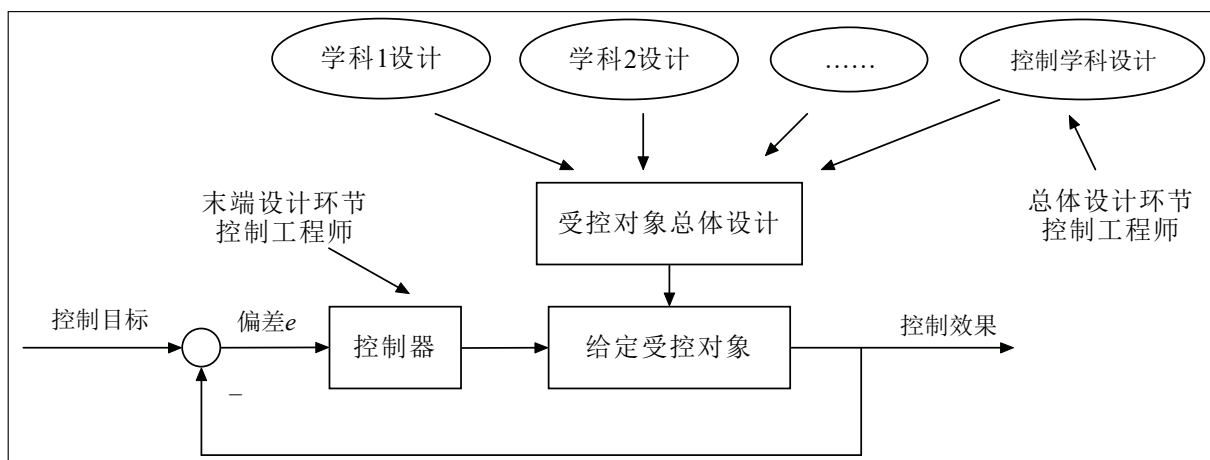 学科1设计
学科2设计
……
控制学科设计
末端设计环节
控制工程师
受控对象总体设计
总体设计环节
控制工程师
控制目标
偏差e
控制器
给定受控对象
控制效果
−